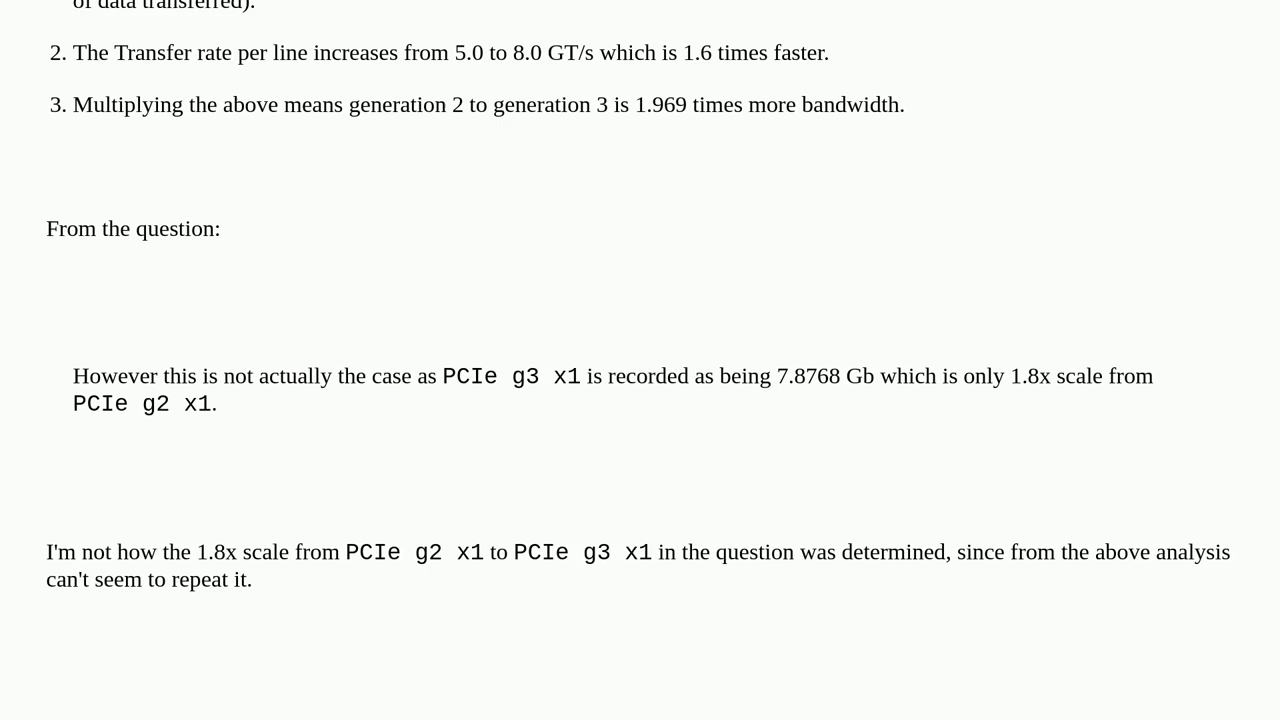 of data transferred).
2. The Transfer rate per line increases from 5.0 to 8.0 GT/s which is 1.6 times faster.
3. Multiplying the above means generation 2 to generation 3 is 1.969 times more bandwidth.
From the question:
However this is not actually the case as PCIe g3 x1 is recorded as being 7.8768 Gb which is only 1.8x scale from
PCIe g2 x1.
I'm not how the 1.8x scale from PCIe g2 x1 to PCIe g3 x1 in the question was determined, since from the above analysis
can't seem to repeat it.